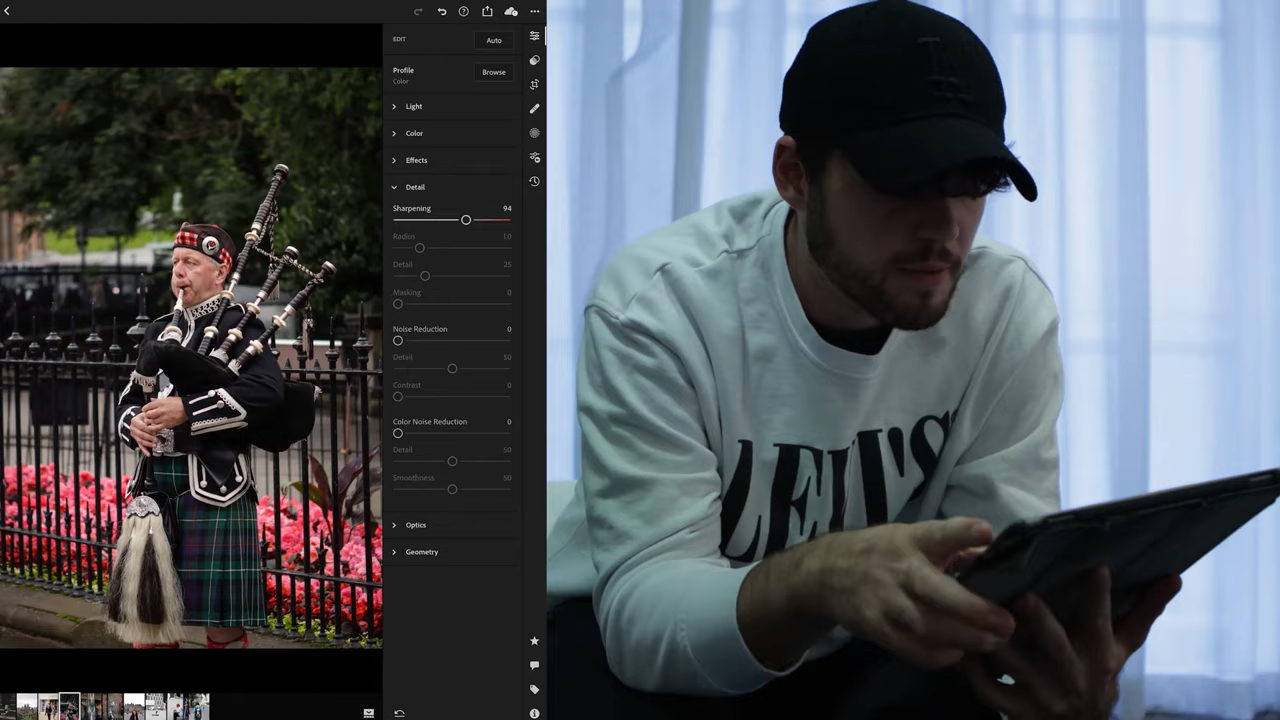 EDIT
Auto
Profile
Color
Browse
Light
Color
Effects
Detail
Sharpening 94
Radius 1.0
Detail 25
Masking 0
Noise Reduction 0
Detail 50
Contrast 0
Color Noise Reduction 0
Detail 50
Smoothness 50
Optics
Geometry
LEVI'S